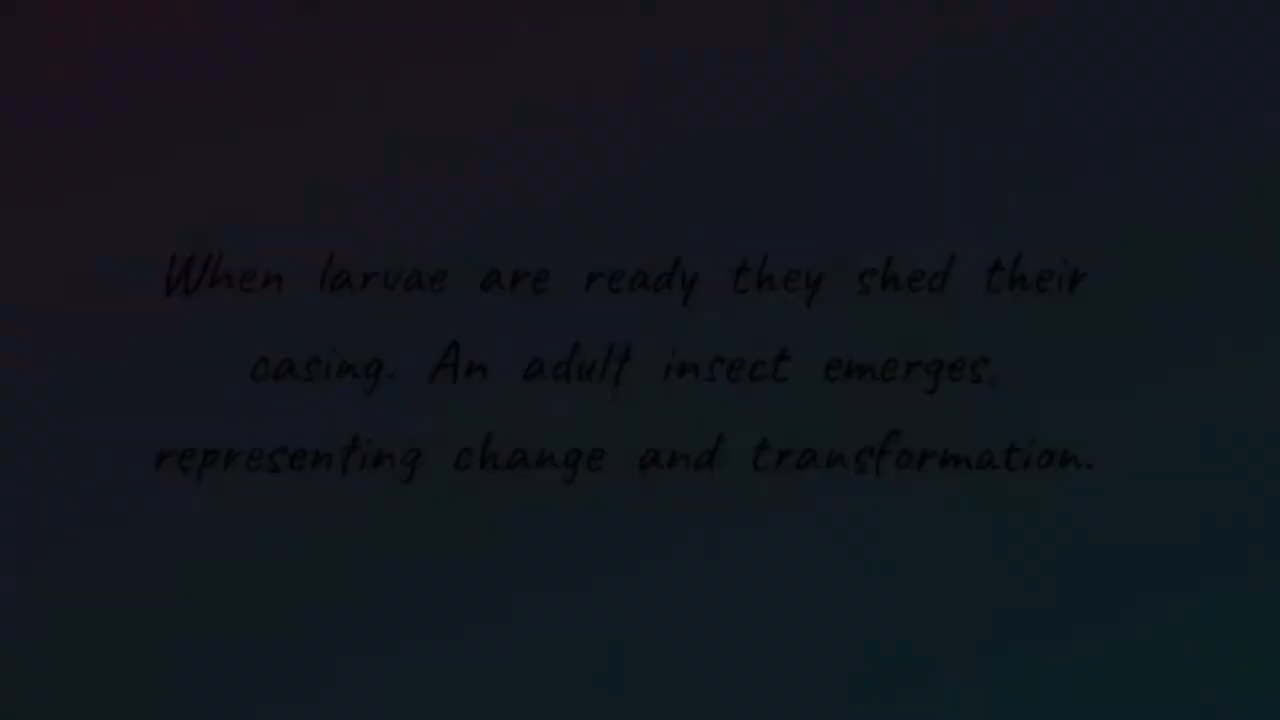 When larvae are ready they shed their
casing. An adult insect emerges,
representing change and transformation.